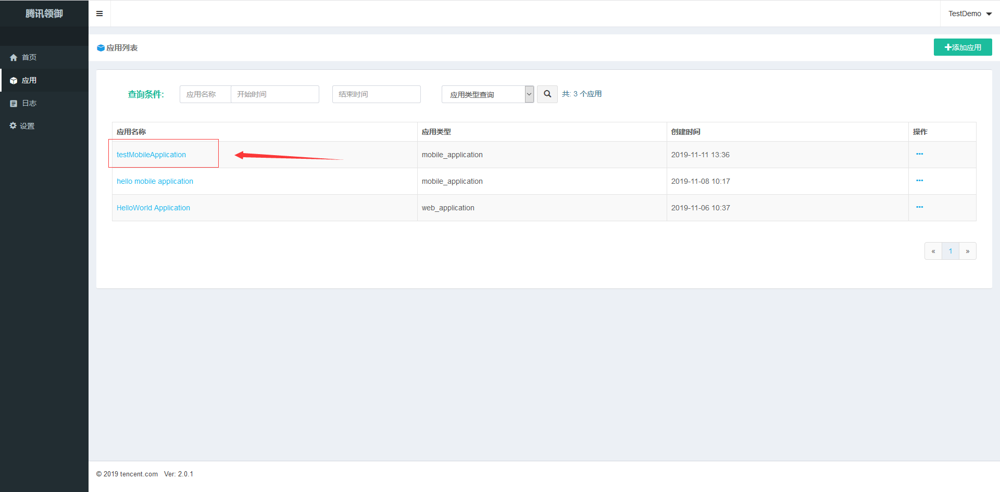 腾讯领御
TestDemo
首页
应用
日志
设置
应用列表
添加应用
查询条件: 应用名称 开始时间 结束时间 应用类型查询 共: 3 个应用
应用名称 应用类型 创建时间 操作
testMobileApplication mobile_application 2019-11-11 13:36
hello mobile application mobile_application 2019-11-08 10:17
HelloWorld Application web_application 2019-11-06 10:37
« 1 »
© 2019 tencent.com Ver: 2.0.1